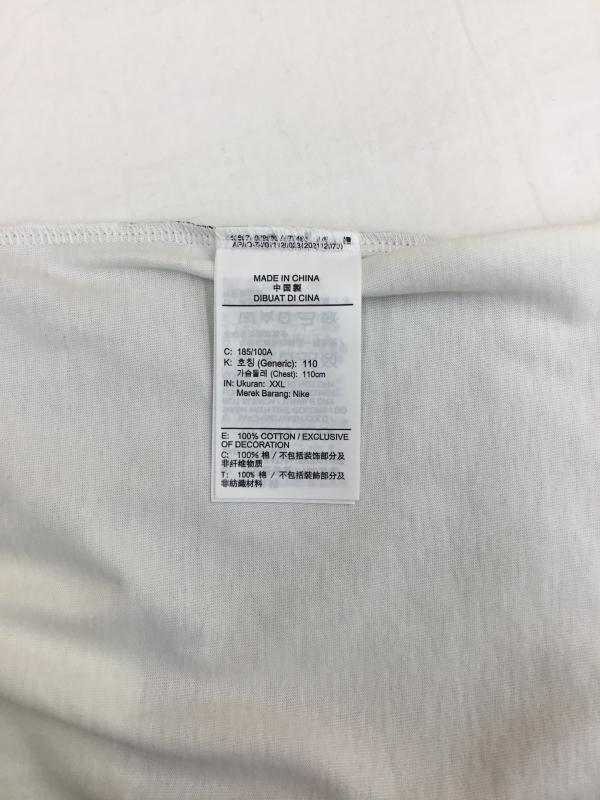 MADE IN CHINA
中国製
DIBUAT DI CINA
C: 185/100A
K: 호칭 (Generic): 110
가슴둘레 (Chest): 110cm
IN: Ukuran: XXL
Merek Barang: Nike
E: 100% COTTON / EXCLUSIVE
OF DECORATION
C: 100% 棉 / 不包括装饰部分及
非纤维物质
T: 100% 棉 / 不包括裝飾部分及
非紡織材料